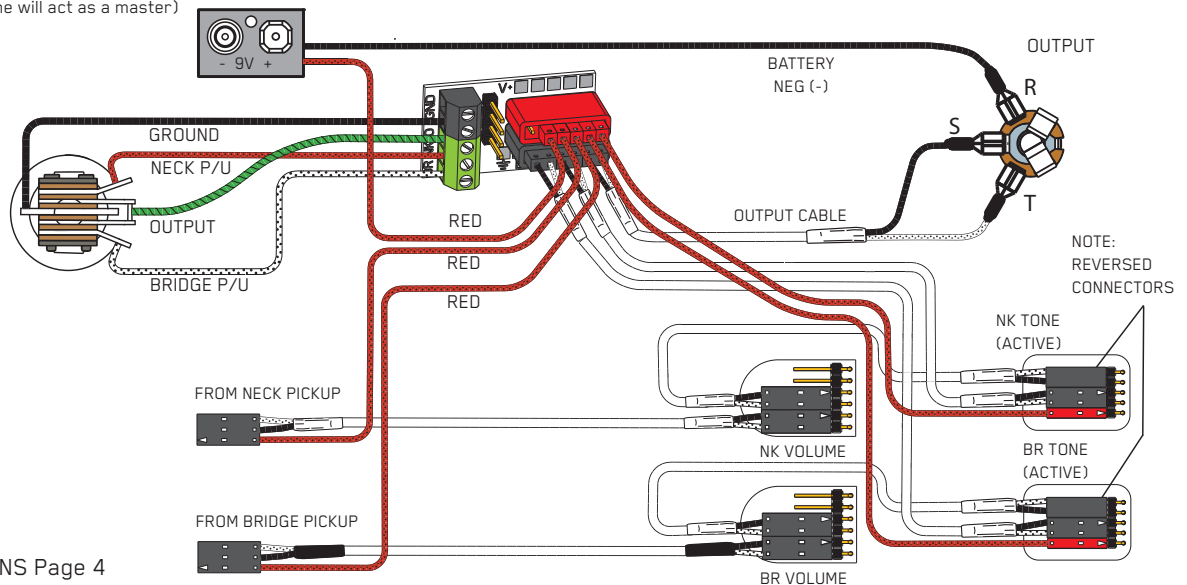 ne will act as a master)
- 9V +
OUTPUT
BATTERY
NEG (-)
R
S
T
V+
GND
GROUND
NECK P/U
OUTPUT
BRIDGE P/U
RED
RED
RED
OUTPUT CABLE
NOTE:
REVERSED
CONNECTORS
NK TONE
(ACTIVE)
FROM NECK PICKUP
NK VOLUME
BR TONE
(ACTIVE)
FROM BRIDGE PICKUP
BR VOLUME
NS Page 4